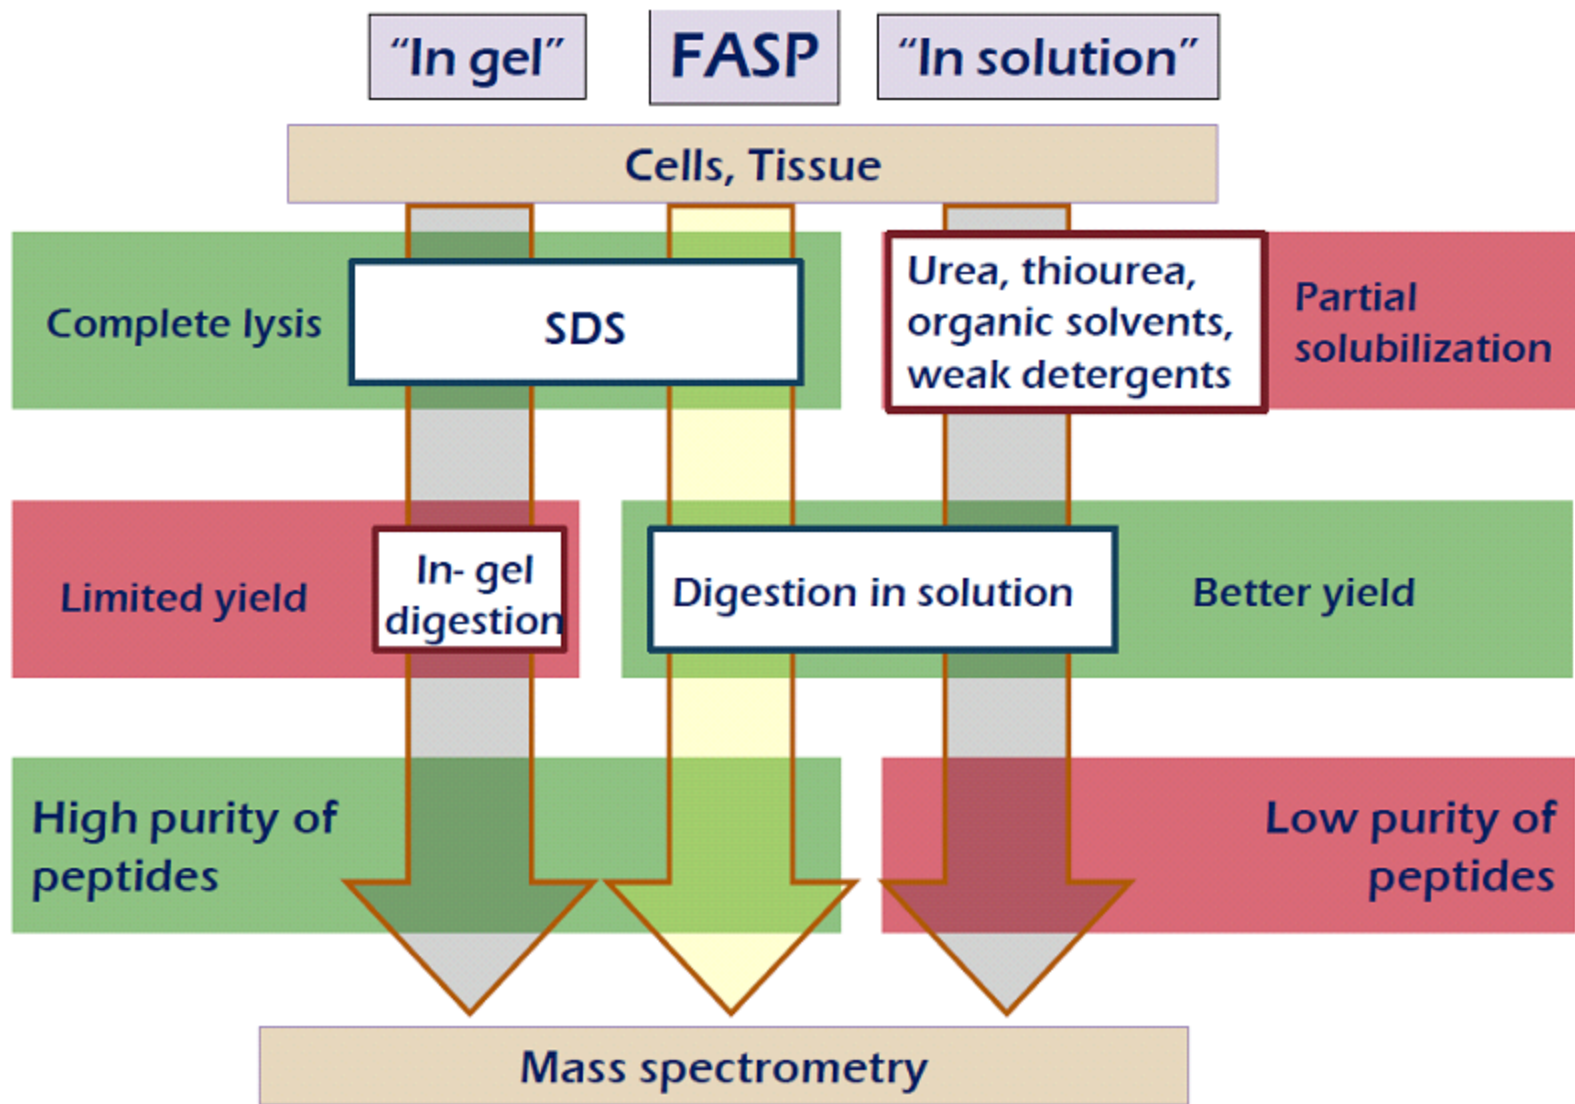 “In gel”
FASP
“In solution”
Cells, Tissue
Complete lysis
SDS
Urea, thiourea,
organic solvents,
weak detergents
Partial
solubilization
Limited yield
In- gel
digestion
Digestion in solution
Better yield
High purity of
peptides
Low purity of
peptides
Mass spectrometry